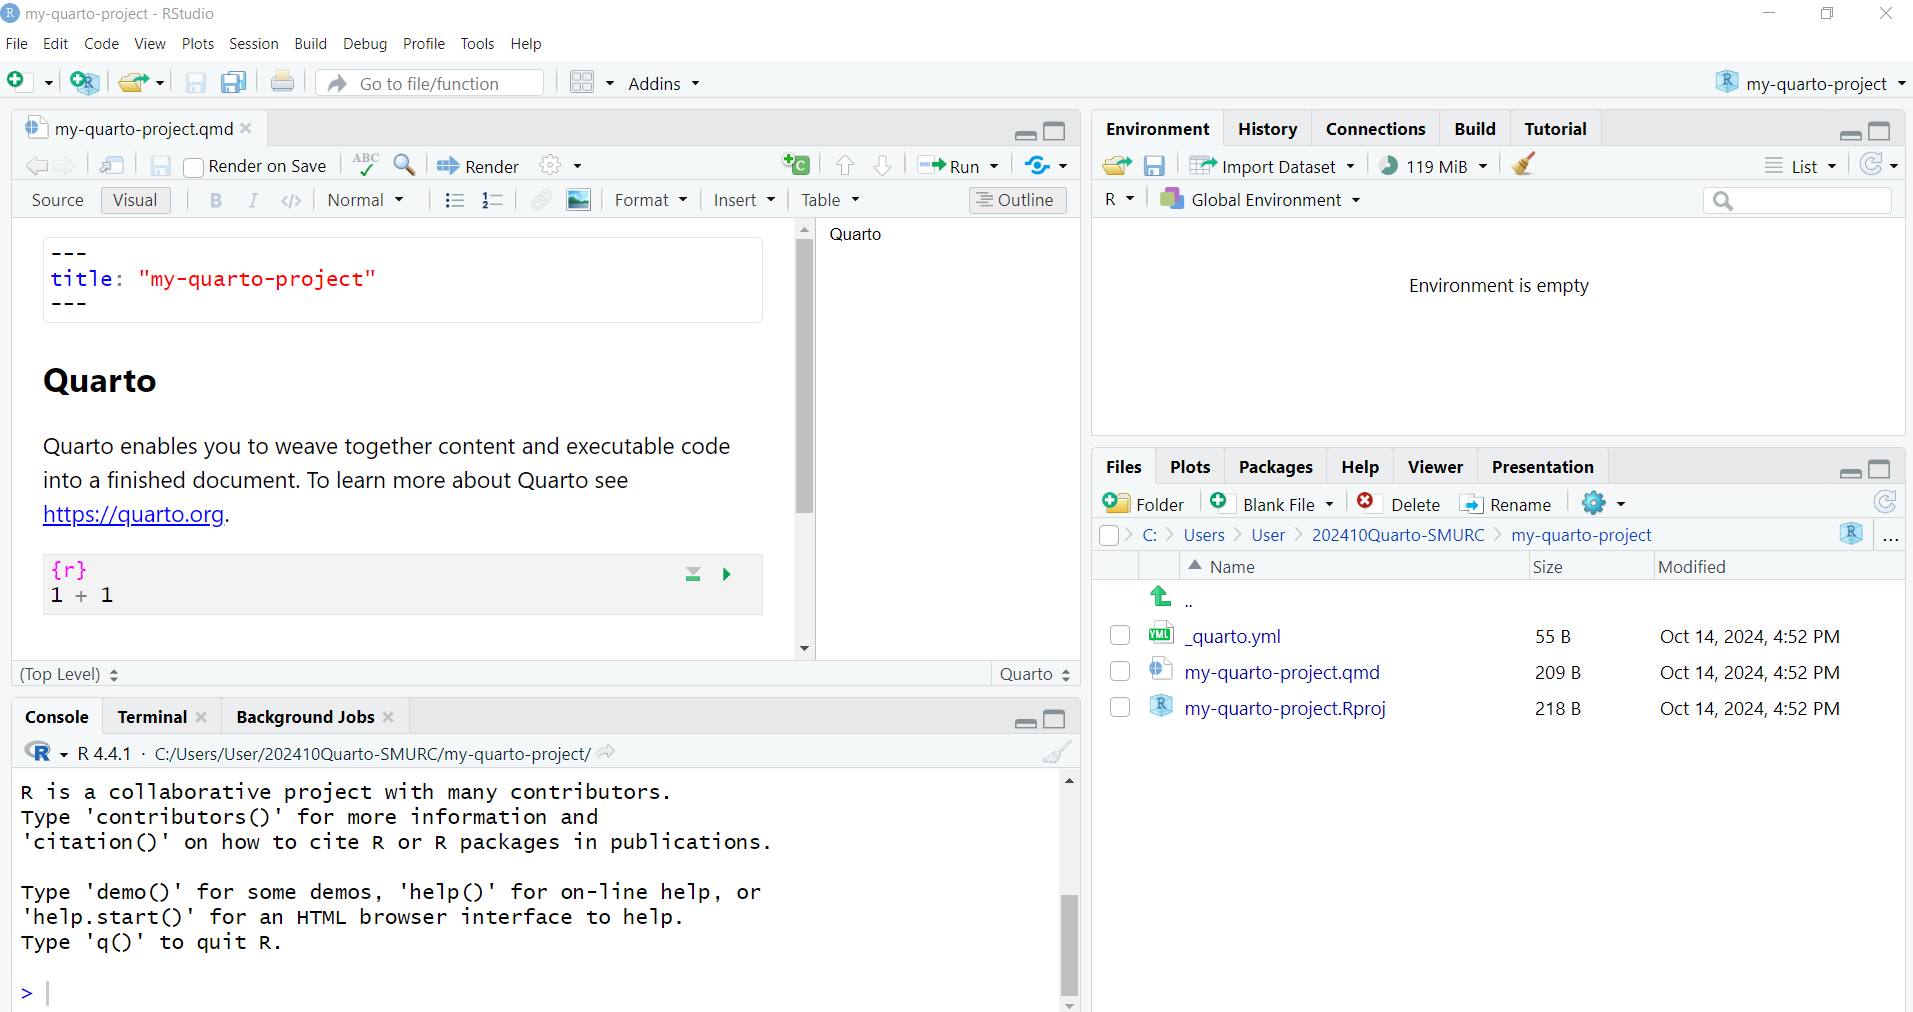 my-quarto-project - RStudio
File Edit Code View Plots Session Build Debug Profile Tools Help
Go to file/function Addins my-quarto-project
my-quarto-project.qmd
Render on Save ABC Render Run
Source Visual B I </> Normal Format Insert Table Outline
---
title: "my-quarto-project"
---
Quarto
Quarto enables you to weave together content and executable code
into a finished document. To learn more about Quarto see
https://quarto.org.
{r}
1 + 1
Quarto
(Top Level) Quarto
Console Terminal Background Jobs
R 4.4.1 · C:/Users/User/202410Quarto-SMURC/my-quarto-project/
R is a collaborative project with many contributors.
Type 'contributors()' for more information and
'citation()' on how to cite R or R packages in publications.
Type 'demo()' for some demos, 'help()' for on-line help, or
'help.start()' for an HTML browser interface to help.
Type 'q()' to quit R.
>
Environment History Connections Build Tutorial
Import Dataset 119 MiB List
R Global Environment
Environment is empty
Files Plots Packages Help Viewer Presentation
Folder Blank File Delete Rename
C: Users User 202410Quarto-SMURC my-quarto-project ...
Name Size Modified
..
YML _quarto.yml 55 B Oct 14, 2024, 4:52 PM
my-quarto-project.qmd 209 B Oct 14, 2024, 4:52 PM
my-quarto-project.Rproj 218 B Oct 14, 2024, 4:52 PM